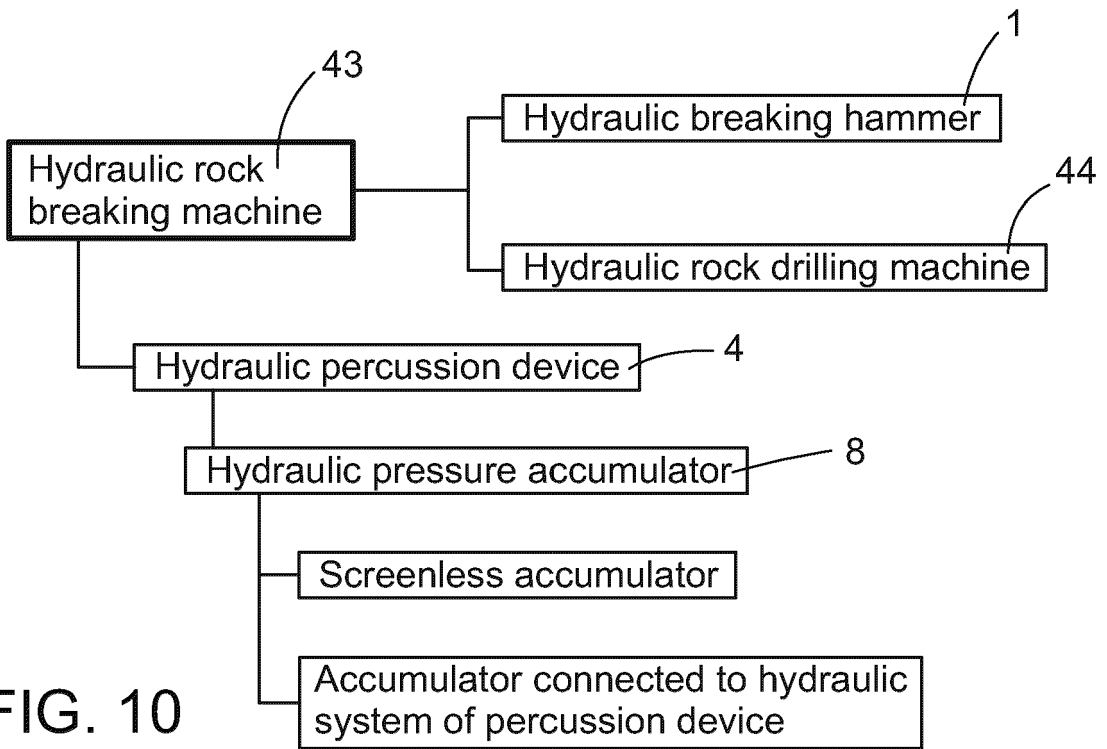 1
43
Hydraulic breaking hammer
Hydraulic rock
breaking machine
44
Hydraulic rock drilling machine
Hydraulic percussion device
4
Hydraulic pressure accumulator
8
Screenless accumulator
Accumulator connected to hydraulic
system of percussion device
FIG. 10